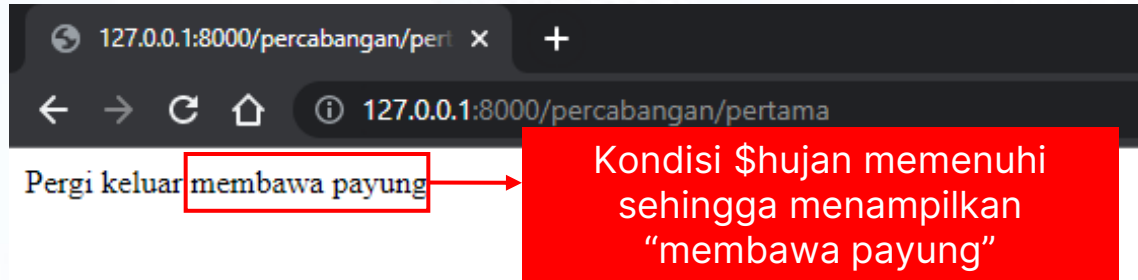 127.0.0.1:8000/percabangan/pert
127.0.0.1:8000/percabangan/pertama
Pergi keluar membawa payung
Kondisi $hujan memenuhi
sehingga menampilkan
“membawa payung”